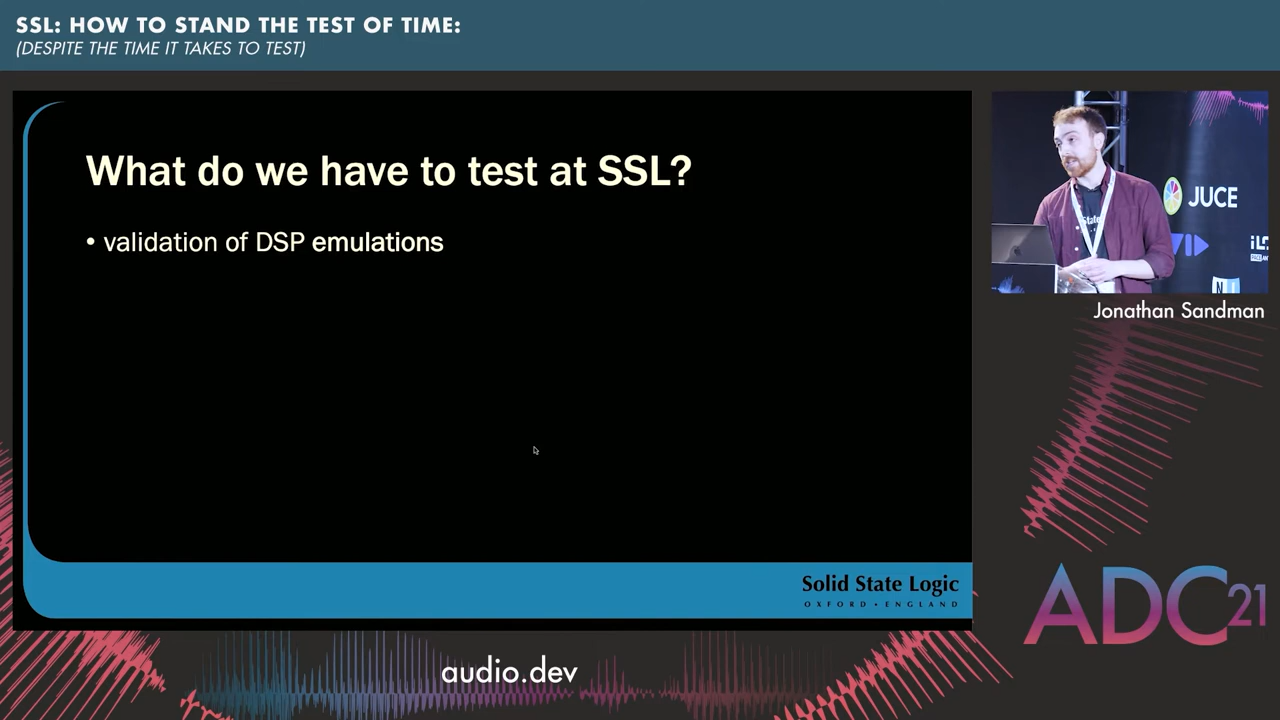 SSL: HOW TO STAND THE TEST OF TIME:
(DESPITE THE TIME IT TAKES TO TEST)
What do we have to test at SSL?
• validation of DSP emulations
Solid State Logic
OXFORD • ENGLAND
JUCE
Jonathan Sandman
ADC21
audio.dev